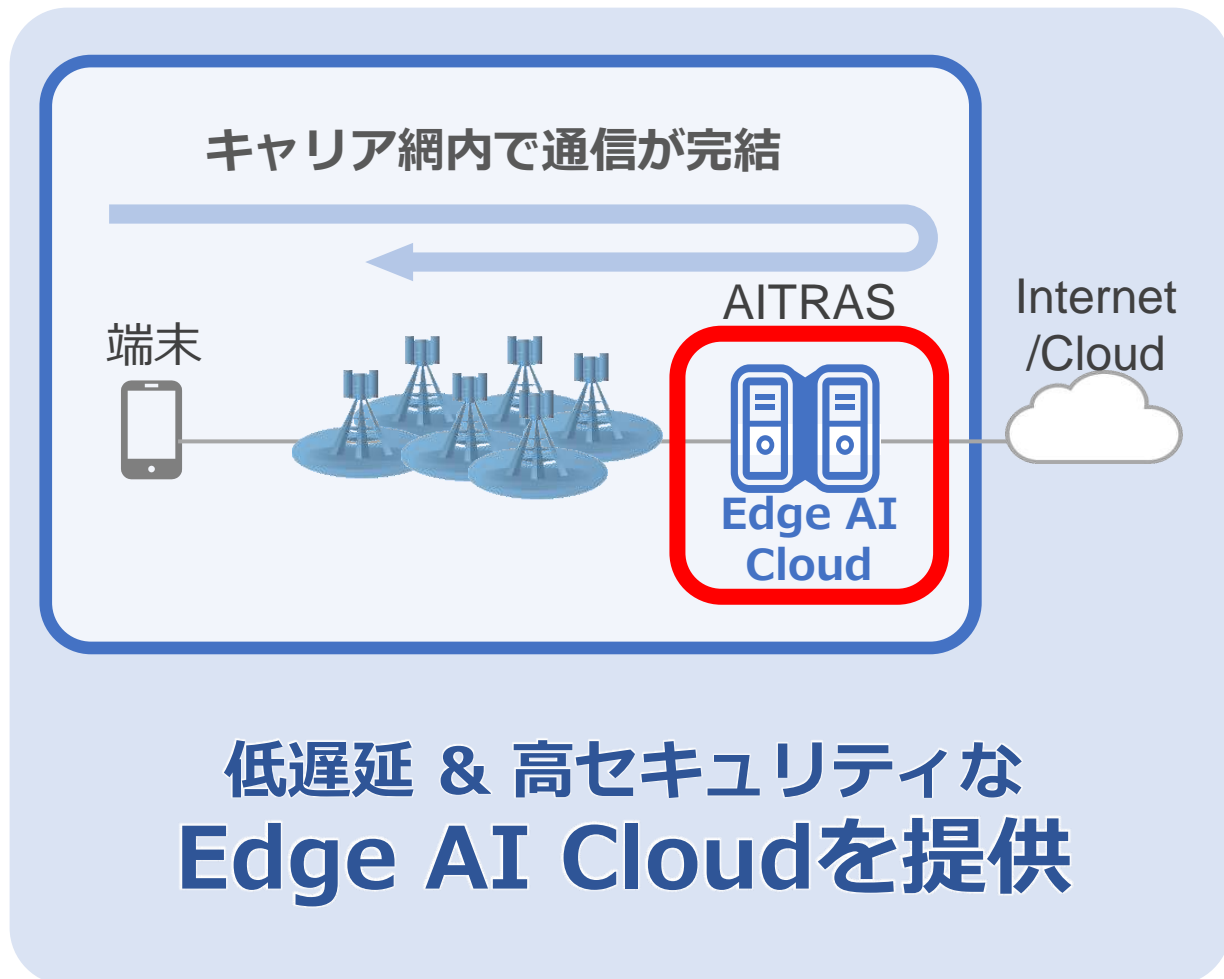 キャリア網内で通信が完結
AITRAS
Internet
/Cloud
端末
Edge AI
Cloud
低遅延 & 高セキュリティな
Edge AI Cloudを提供